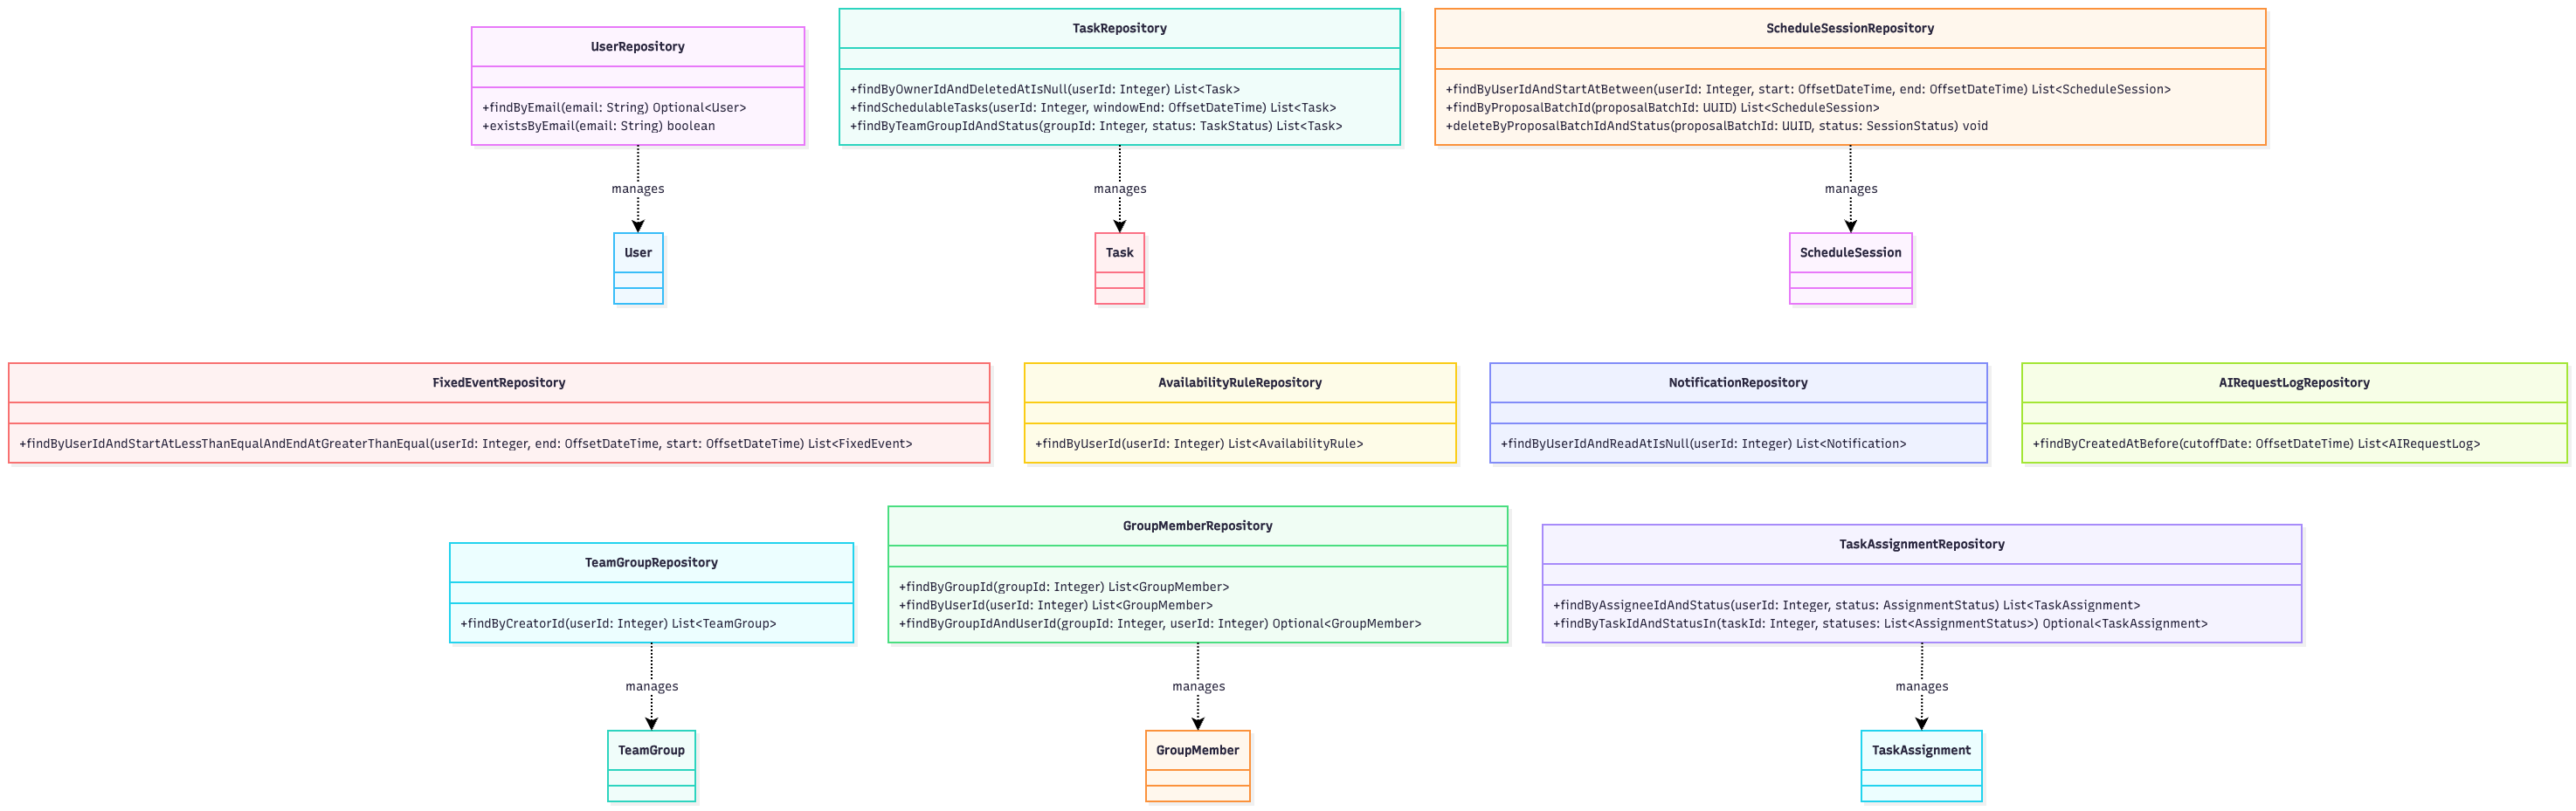 UserRepository
+findByEmail(email: String) Optional<User>
+existsByEmail(email: String) boolean
TaskRepository
+findByOwnerIdAndDeletedAtIsNull(userId: Integer) List<Task>
+findSchedulableTasks(userId: Integer, windowEnd: OffsetDateTime) List<Task>
+findByTeamGroupIdAndStatus(groupId: Integer, status: TaskStatus) List<Task>
ScheduleSessionRepository
+findByUserIdAndStartAtBetween(userId: Integer, start: OffsetDateTime, end: OffsetDateTime) List<ScheduleSession>
+findByProposalBatchId(proposalBatchId: UUID) List<ScheduleSession>
+deleteByProposalBatchIdAndStatus(proposalBatchId: UUID, status: SessionStatus) void
manages
manages
manages
User
Task
ScheduleSession
FixedEventRepository
+findByUserIdAndStartAtLessThanEqualAndEndAtGreaterThanEqual(userId: Integer, end: OffsetDateTime, start: OffsetDateTime) List<FixedEvent>
AvailabilityRuleRepository
+findByUserId(userId: Integer) List<AvailabilityRule>
NotificationRepository
+findByUserIdAndReadAtIsNull(userId: Integer) List<Notification>
AIRequestLogRepository
+findByCreatedAtBefore(cutoffDate: OffsetDateTime) List<AIRequestLog>
TeamGroupRepository
+findByCreatorId(userId: Integer) List<TeamGroup>
GroupMemberRepository
+findByGroupId(groupId: Integer) List<GroupMember>
+findByUserId(userId: Integer) List<GroupMember>
+findByGroupIdAndUserId(groupId: Integer, userId: Integer) Optional<GroupMember>
TaskAssignmentRepository
+findByAssigneeIdAndStatus(userId: Integer, status: AssignmentStatus) List<TaskAssignment>
+findByTaskIdAndStatusIn(taskId: Integer, statuses: List<AssignmentStatus>) Optional<TaskAssignment>
manages
manages
manages
TeamGroup
GroupMember
TaskAssignment